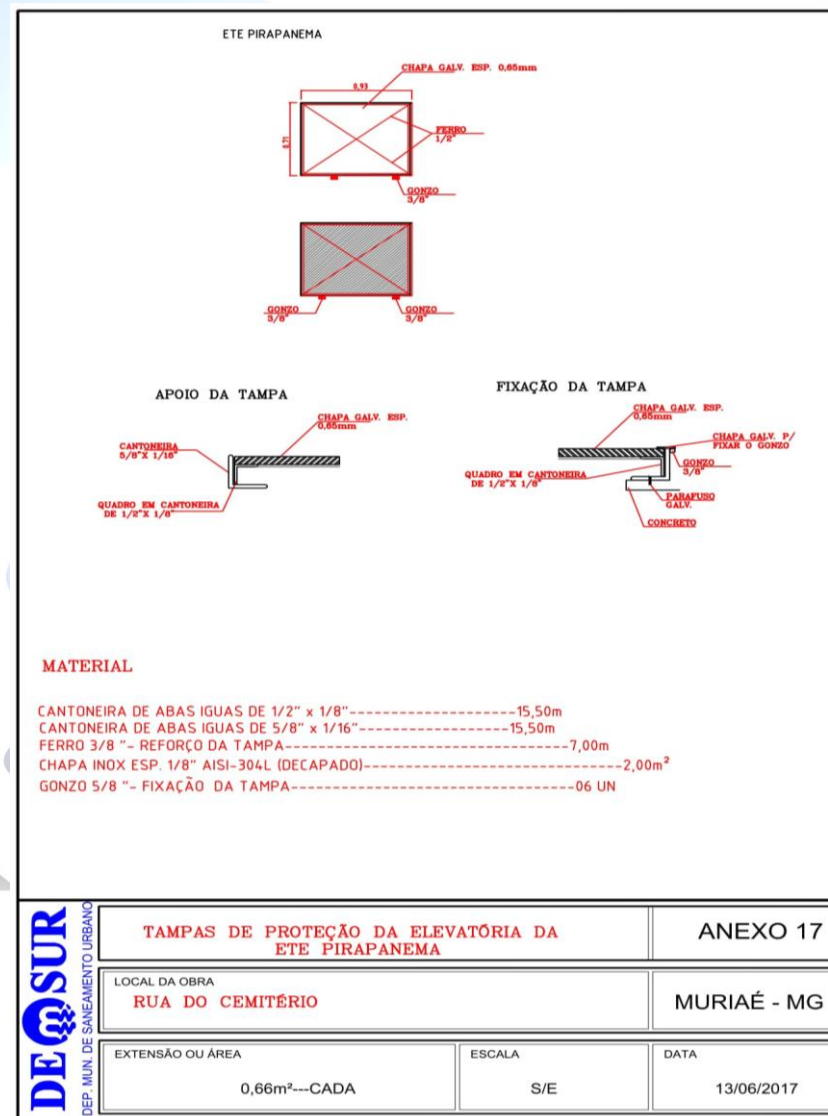 ETE PIRAPANEMA
CHAPA GALV. ESP. 0,65mm
0,93
0,71
FERRO
1/2"
GONZO
3/8"
GONZO
3/8"
GONZO
3/8"
APOIO DA TAMPA
CHAPA GALV. ESP.
0,65mm
CANTONEIRA
5/8"X 1/16"
QUADRO EM CANTONEIRA
DE 1/2"X 1/8"
FIXAÇÃO DA TAMPA
CHAPA GALV. ESP.
0,65mm
CHAPA GALV. P/
FIXAR O GONZO
GONZO
3/8"
QUADRO EM CANTONEIRA
DE 1/2"X 1/8"
PARAFUSO
GALV.
CONCRETO
MATERIAL
CANTONEIRA DE ABAS IGUAS DE 1/2" x 1/8"-----------------------15,50m
CANTONEIRA DE ABAS IGUAS DE 5/8" x 1/16"---------------------15,50m
FERRO 3/8 "- REFORÇO DA TAMPA----------------------------------------7,00m
CHAPA INOX ESP. 1/8" AISI-304L (DECAPADO)-------------------------------------2,00m²
GONZO 5/8 "- FIXAÇÃO DA TAMPA----------------------------------------06 UN
DEMSUR
DEP. MUN. DE SANEAMENTO URBANO
TAMPAS DE PROTEÇÃO DA ELEVATÓRIA DA
ETE PIRAPANEMA
ANEXO 17
LOCAL DA OBRA
RUA DO CEMITÉRIO
MURIAÉ - MG
EXTENSÃO OU ÁREA
0,66m²---CADA
ESCALA
S/E
DATA
13/06/2017